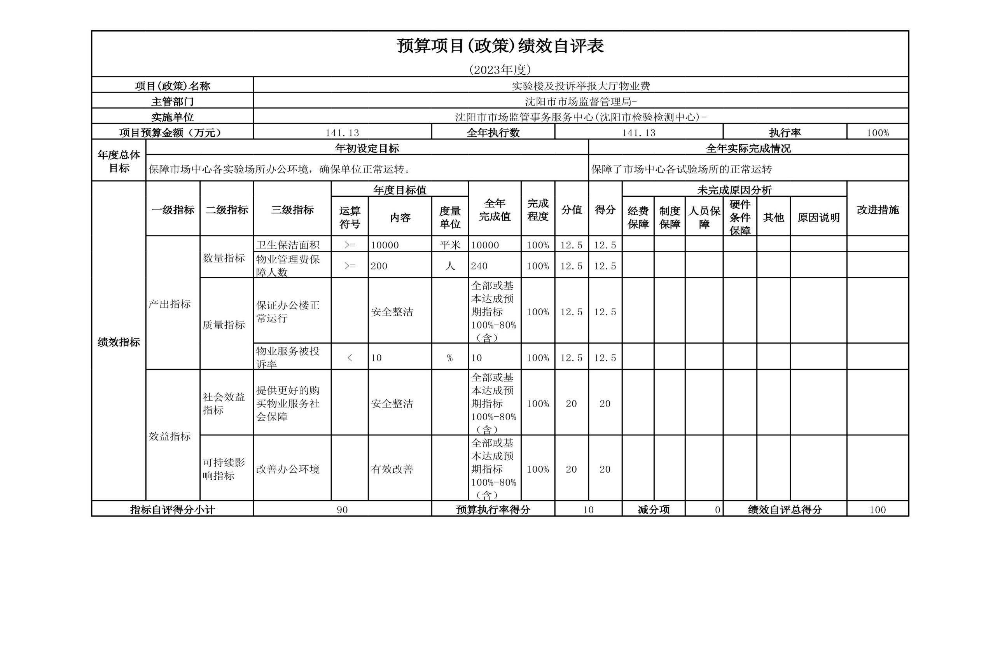 预算项目(政策)绩效自评表
(2023年度)
项目(政策)名称 实验楼及投诉举报大厅物业费
主管部门 沈阳市市场监督管理局-
实施单位 沈阳市市场监管事务服务中心(沈阳市检验检测中心)-
项目预算金额（万元） 141.13 全年执行数 141.13 执行率 100%
年度总体
目标
年初设定目标 全年实际完成情况
保障市场中心各实验场所办公环境，确保单位正常运转。 保障了市场中心各试验场所的正常运转
绩效指标
一级指标 二级指标 三级指标
年度目标值
运算
符号
内容
度量
单位
全年
完成值
完成
程度
分值 得分
未完成原因分析
经费
保障
制度
保障
人员保
障
硬件
条件
保障
其他 原因说明
改进措施
产出指标
数量指标
卫生保洁面积 >= 10000 平米 10000 100% 12.5 12.5
物业管理费保
障人数
>= 200 人 240 100% 12.5 12.5
质量指标
保证办公楼正
常运行
安全整洁
全部或基
本达成预
期指标
100%-80%
（含）
100% 12.5 12.5
物业服务被投
诉率
< 10 % 10 100% 12.5 12.5
效益指标
社会效益
指标
提供更好的购
买物业服务社
会保障
安全整洁
全部或基
本达成预
期指标
100%-80%
（含）
100% 20 20
可持续影
响指标
改善办公环境 有效改善
全部或基
本达成预
期指标
100%-80%
（含）
100% 20 20
指标自评得分小计 90 预算执行率得分 10 减分项 0 绩效自评总得分 100